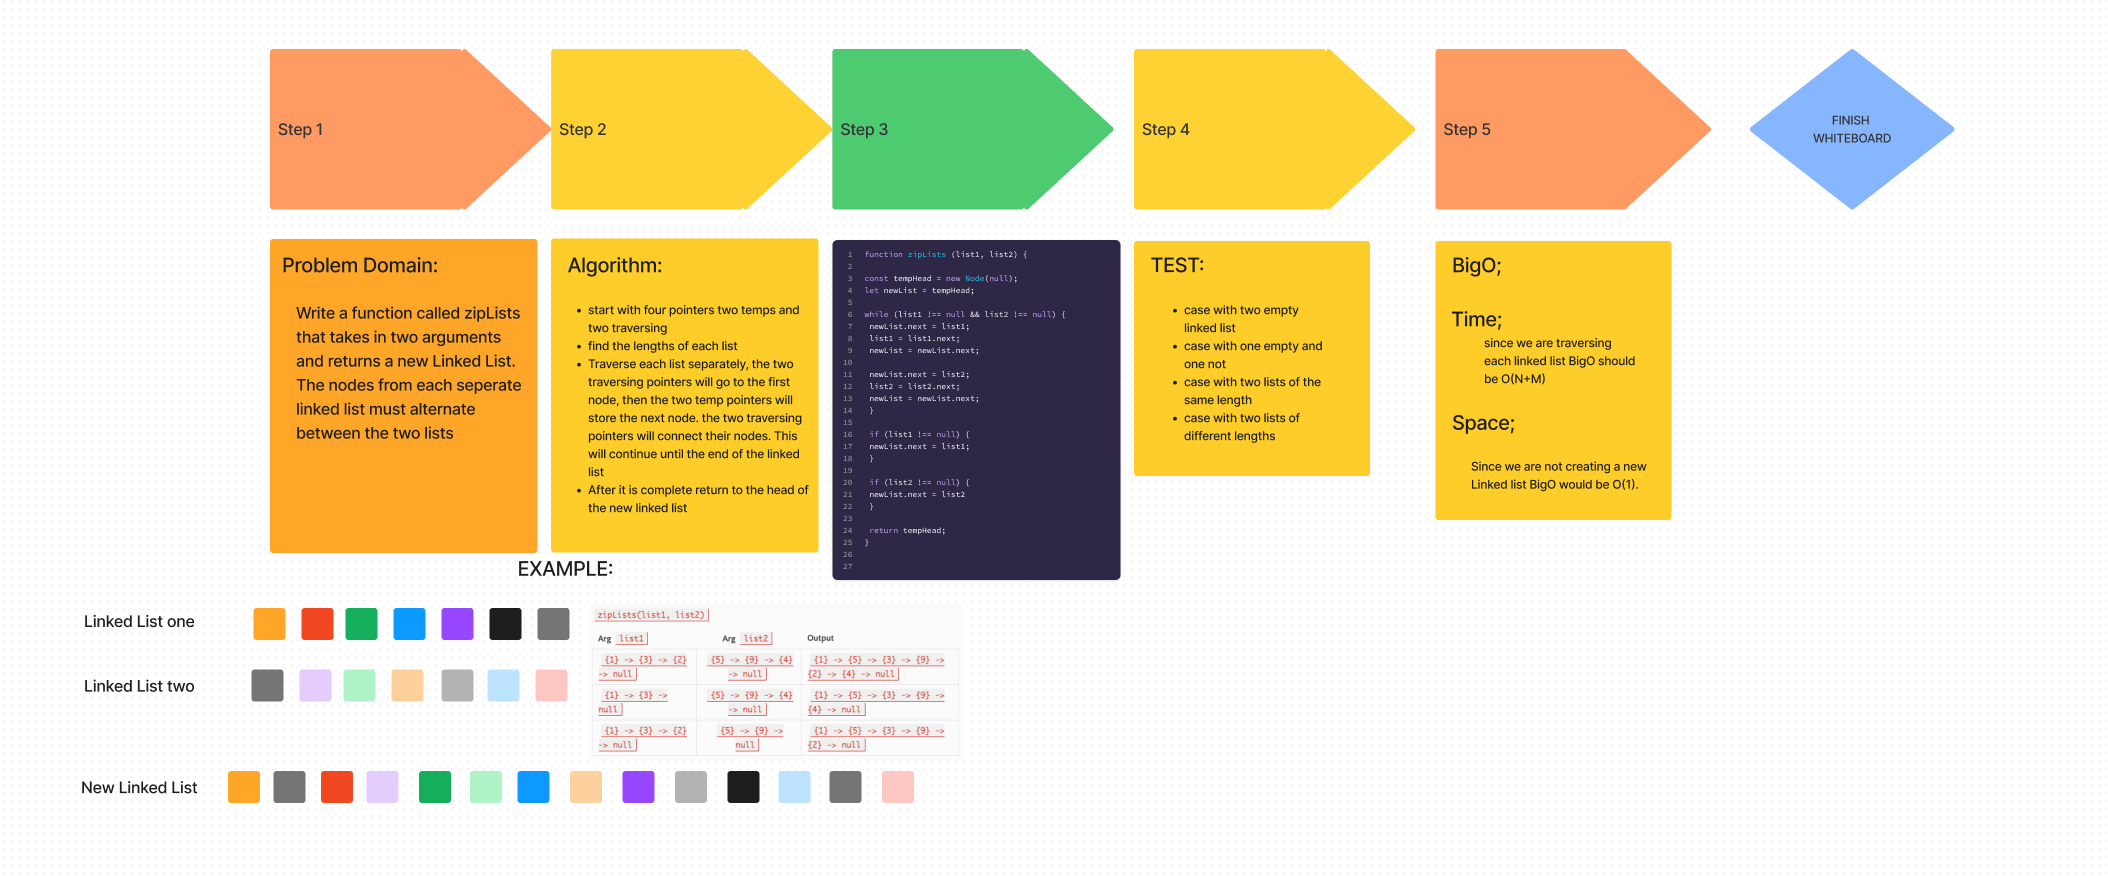 Step 1
Step 2
Step 3
Step 4
Step 5
FINISH
WHITEBOARD
Problem Domain:
Write a function called zipLists
that takes in two arguments
and returns a new Linked List.
The nodes from each seperate
linked list must alternate
between the two lists
Algorithm:
• start with four pointers two temps and
two traversing
• find the lengths of each list
• Traverse each list separately, the two
traversing pointers will go to the first
node, then the two temp pointers will
store the next node. the two traversing
pointers will connect their nodes. This
will continue until the end of the linked
list
• After it is complete return to the head of
the new linked list
1 function zipLists (list1, list2) {
2
3 const tempHead = new Node(null);
4 let newList = tempHead;
5
6 while (list1 !== null && list2 !== null) {
7 newList.next = list1;
8 list1 = list1.next;
9 newList = newList.next;
10
11 newList.next = list2;
12 list2 = list2.next;
13 newList = newList.next;
14 }
15
16 if (list1 !== null) {
17 newList.next = list1;
18 }
19
20 if (list2 !== null) {
21 newList.next = list2
22 }
23
24 return tempHead;
25 }
26
27
TEST:
• case with two empty
linked list
• case with one empty and
one not
• case with two lists of the
same length
• case with two lists of
different lengths
BigO;
Time;
since we are traversing
each linked list BigO should
be O(N+M)
Space;
Since we are not creating a new
Linked list BigO would be O(1).
EXAMPLE:
Linked List one
Linked List two
New Linked List
zipLists(list1, list2)
Arg list1 Arg list2 Output
{1} -> {3} -> {2} {5} -> {9} -> {4} {1} -> {5} -> {3} -> {9} ->
-> null -> null {2} -> {4} -> null
{1} -> {3} -> {5} -> {9} -> {4} {1} -> {5} -> {3} -> {9} ->
null -> null {4} -> null
{1} -> {3} -> {2} {5} -> {9} -> {1} -> {5} -> {3} -> {9} ->
-> null null {2} -> null